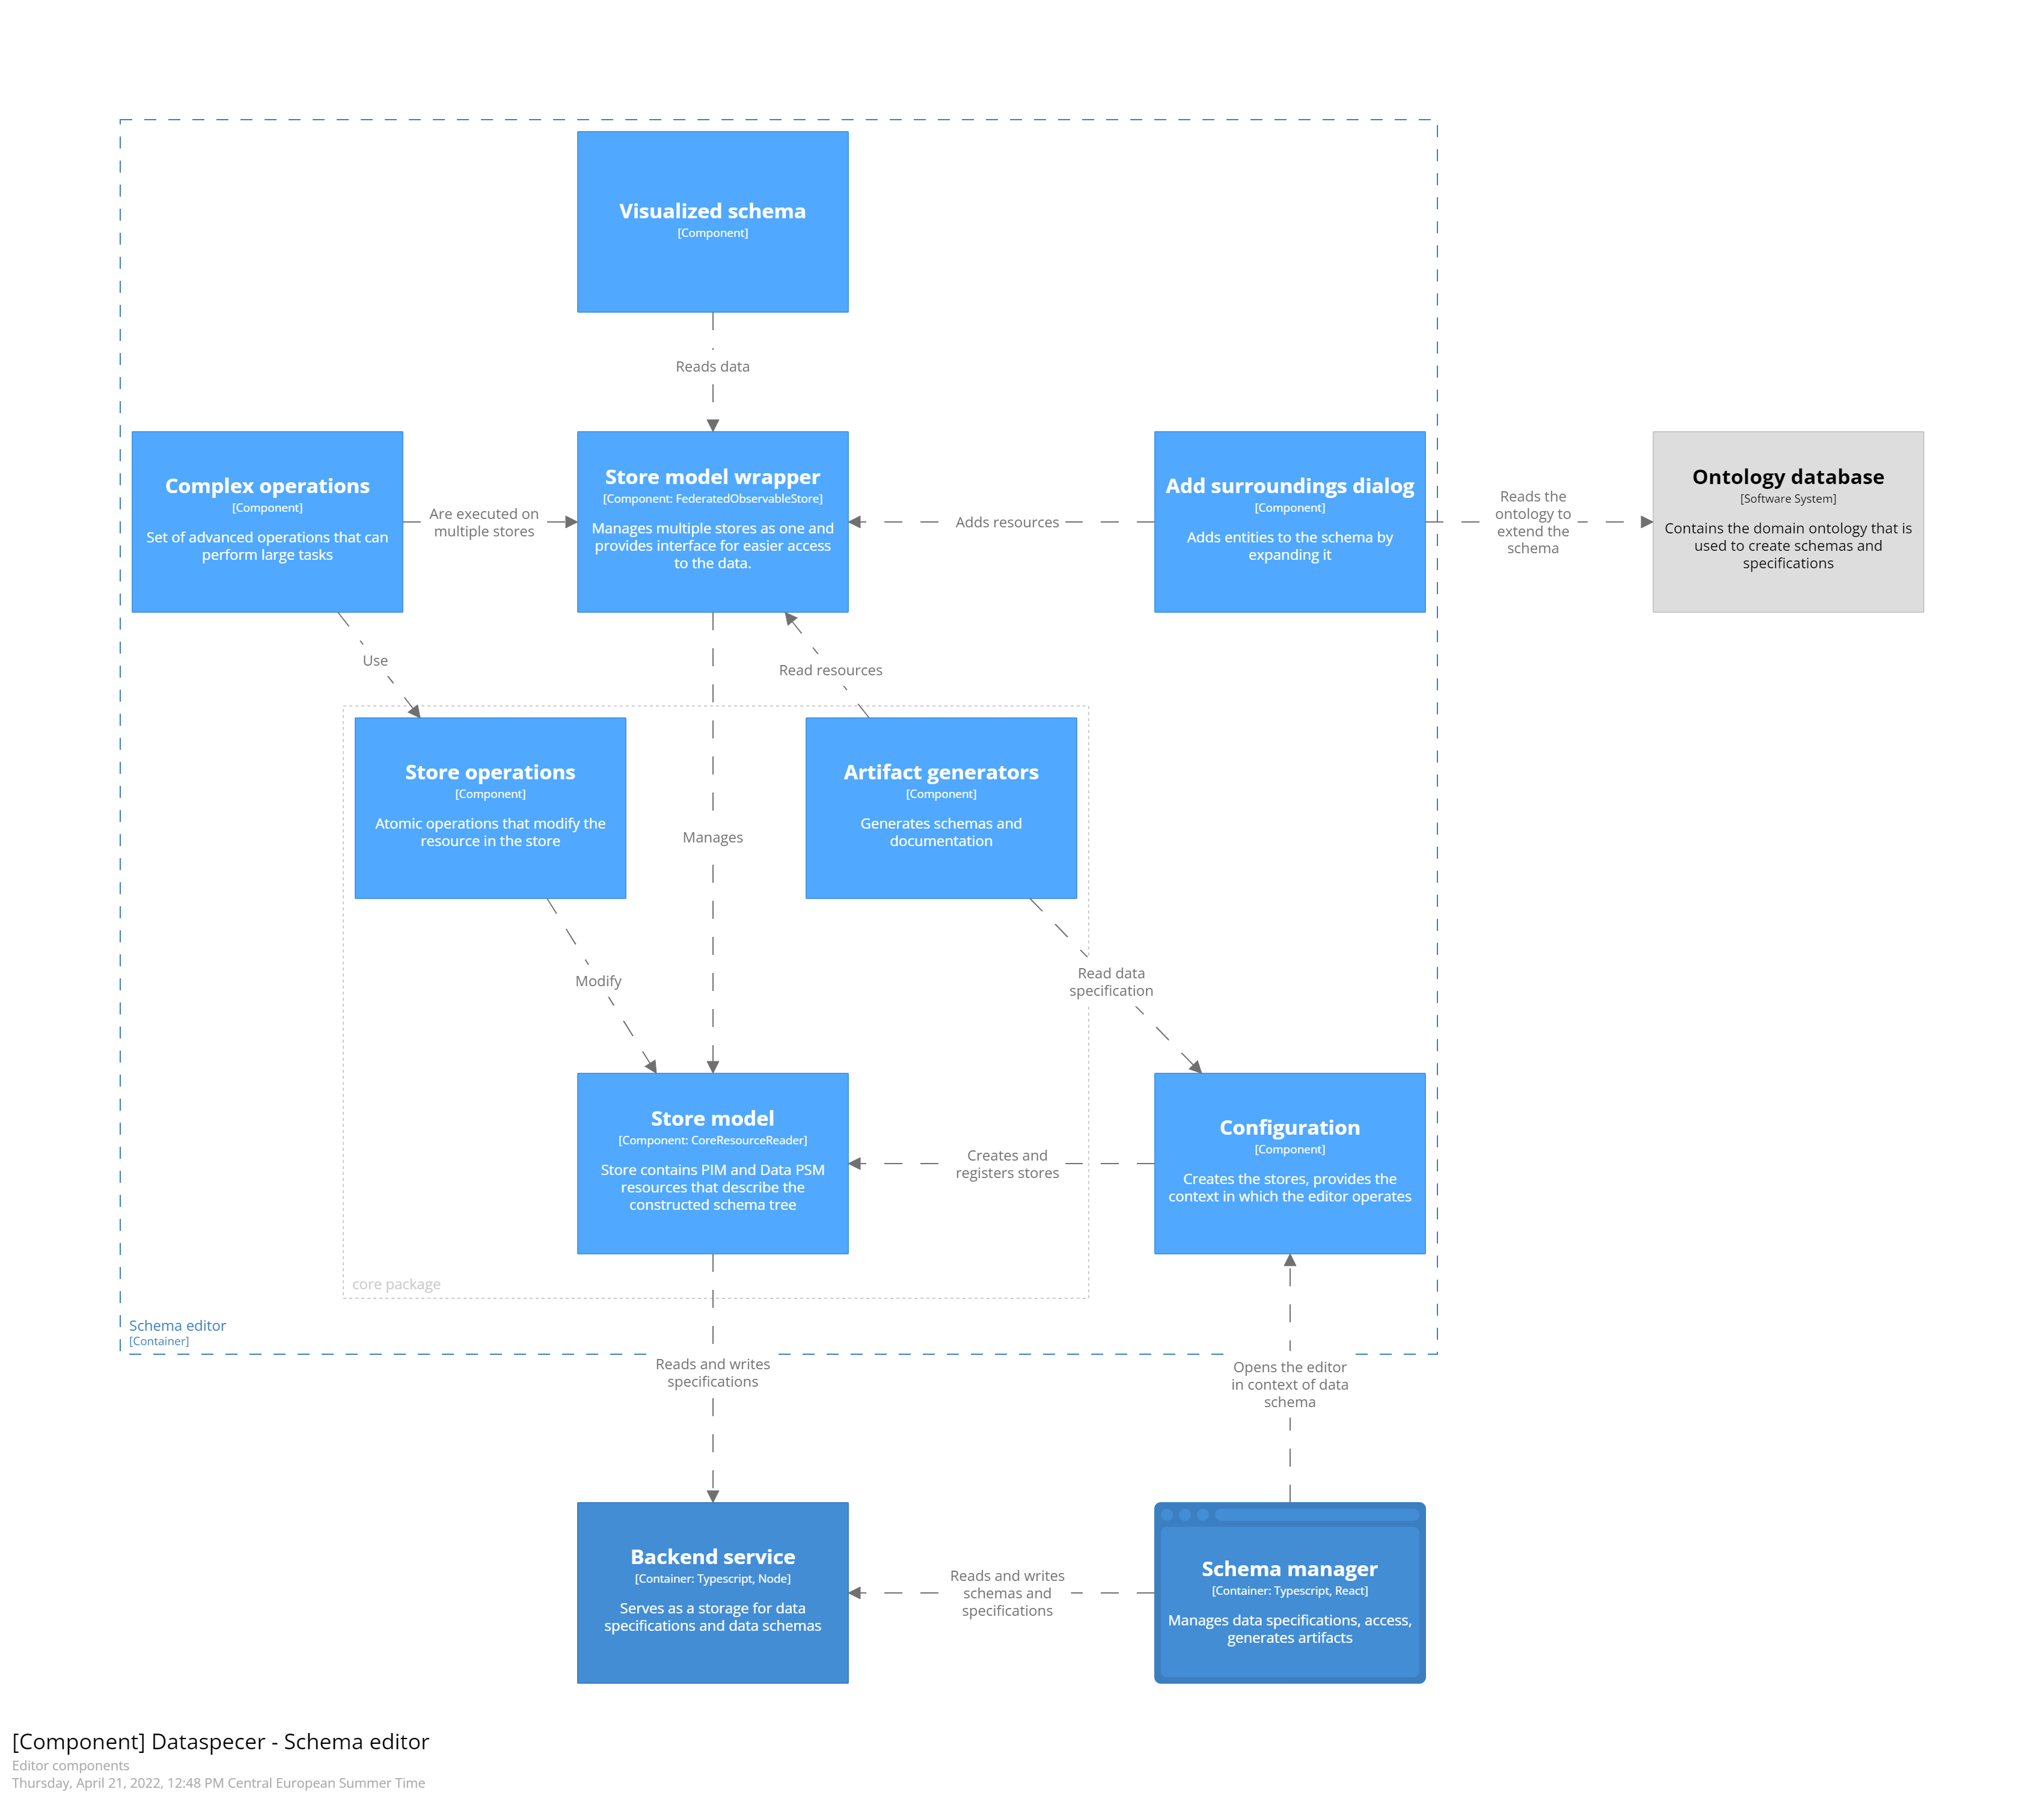 Visualized schema
[Component]
Reads data
Complex operations
[Component]
Set of advanced operations that can
perform large tasks
Are executed on
multiple stores
Store model wrapper
[Component: FederatedObservableStore]
Manages multiple stores as one and
provides interface for easier access
to the data.
Adds resources
Add surroundings dialog
[Component]
Adds entities to the schema by
expanding it
Reads the
ontology to
extend the
schema
Ontology database
[Software System]
Contains the domain ontology that is
used to create schemas and
specifications
Use
Read resources
Store operations
[Component]
Atomic operations that modify the
resource in the store
Manages
Artifact generators
[Component]
Generates schemas and
documentation
Modify
Read data
specification
Store model
[Component: CoreResourceReader]
Store contains PIM and Data PSM
resources that describe the
constructed schema tree
Creates and
registers stores
Configuration
[Component]
Creates the stores, provides the
context in which the editor operates
core package
Schema editor
[Container]
Reads and writes
specifications
Opens the editor
in context of data
schema
Backend service
[Container: Typescript, Node]
Serves as a storage for data
specifications and data schemas
Reads and writes
schemas and
specifications
Schema manager
[Container: Typescript, React]
Manages data specifications, access,
generates artifacts
[Component] Dataspecer - Schema editor
Editor components
Thursday, April 21, 2022, 12:48 PM Central European Summer Time